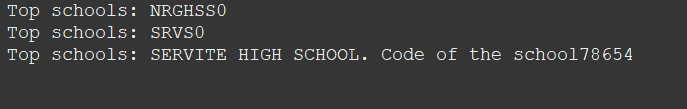 Top schools: NRGHSS0
Top schools: SRVS0
Top schools: SERVITE HIGH SCHOOL. Code of the school78654